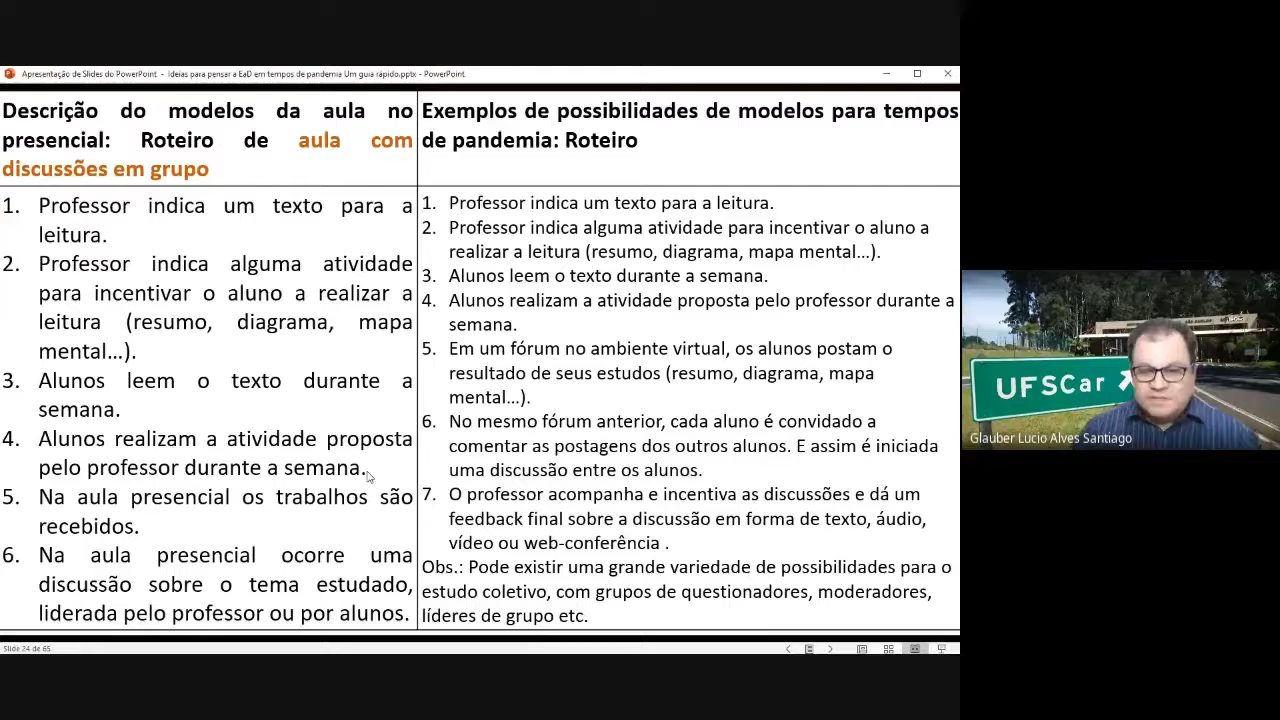 Apresentação de Slides do PowerPoint - Ideias para pensar a EaD em tempos de pandemia Um guia rápido.pptx - PowerPoint
Descrição do modelos da aula no
presencial: Roteiro de aula com
discussões em grupo
1. Professor indica um texto para a
leitura.
2. Professor indica alguma atividade
para incentivar o aluno a realizar a
leitura (resumo, diagrama, mapa
mental...).
3. Alunos leem o texto durante a
semana.
4. Alunos realizam a atividade proposta
pelo professor durante a semana.
5. Na aula presencial os trabalhos são
recebidos.
6. Na aula presencial ocorre uma
discussão sobre o tema estudado,
liderada pelo professor ou por alunos.
Exemplos de possibilidades de modelos para tempos
de pandemia: Roteiro
1. Professor indica um texto para a leitura.
2. Professor indica alguma atividade para incentivar o aluno a
realizar a leitura (resumo, diagrama, mapa mental...).
3. Alunos leem o texto durante a semana.
4. Alunos realizam a atividade proposta pelo professor durante a
semana.
5. Em um fórum no ambiente virtual, os alunos postam o
resultado de seus estudos (resumo, diagrama, mapa
mental...).
6. No mesmo fórum anterior, cada aluno é convidado a
comentar as postagens dos outros alunos. E assim é iniciada
uma discussão entre os alunos.
7. O professor acompanha e incentiva as discussões e dá um
feedback final sobre a discussão em forma de texto, áudio,
vídeo ou web-conferência .
Obs.: Pode existir uma grande variedade de possibilidades para o
estudo coletivo, com grupos de questionadores, moderadores,
líderes de grupo etc.
Slide 24 de 65
UFSCar
Glauber Lucio Alves Santiago